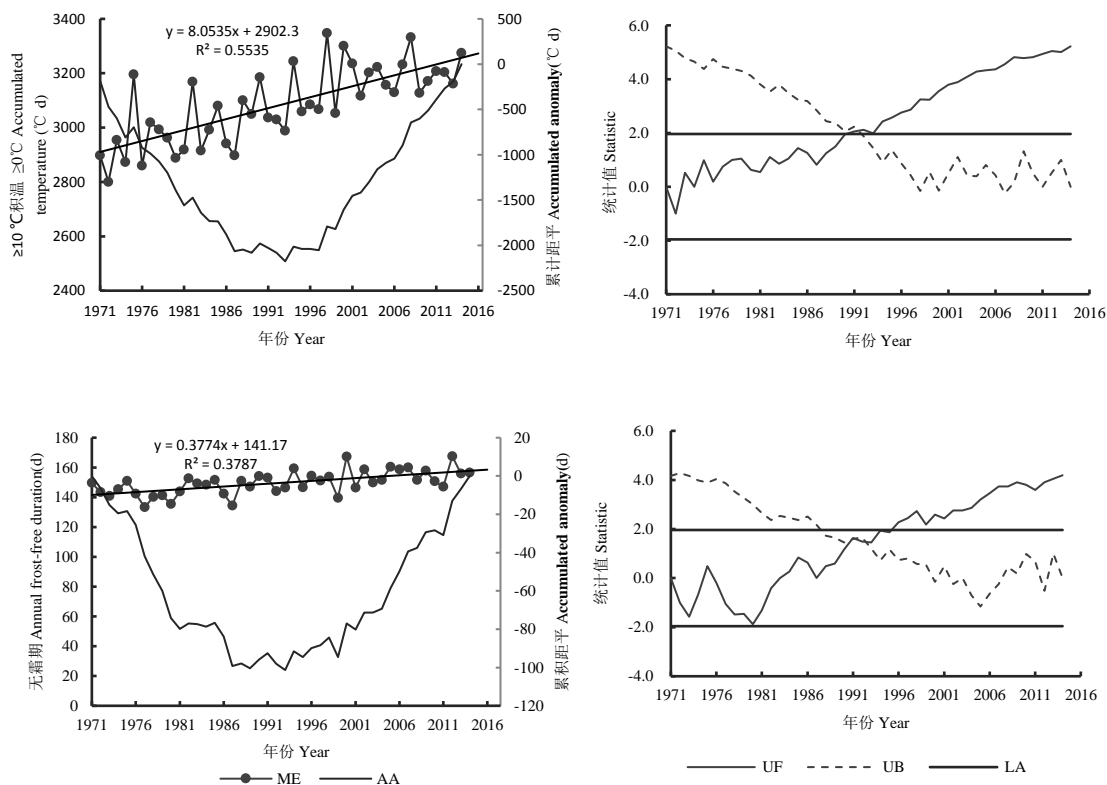 y = 8.0535x + 2902.3
R² = 0.5535
≥10 ℃积温 ≥0℃ Accumulated
temperature (℃ d)
3400
3200
3000
2800
2600
2400
500
0
-500
-1000
-1500
-2000
-2500
累计距平 Accumulated anomaly(℃ d)
1971 1976 1981 1986 1991 1996 2001 2006 2011 2016
年份 Year
统计值 Statistic
6.0
4.0
2.0
0.0
-2.0
-4.0
1971 1976 1981 1986 1991 1996 2001 2006 2011 2016
年份 Year
y = 0.3774x + 141.17
R² = 0.3787
无霜期 Annual frost-free duration(d)
180
160
140
120
100
80
60
40
20
0
20
0
-20
-40
-60
-80
-100
-120
累积距平 Accumulated anomaly(d)
1971 1976 1981 1986 1991 1996 2001 2006 2011 2016
年份 Year
ME AA
统计值 Statistic
6.0
4.0
2.0
0.0
-2.0
-4.0
1971 1976 1981 1986 1991 1996 2001 2006 2011 2016
年份 Year
UF UB LA